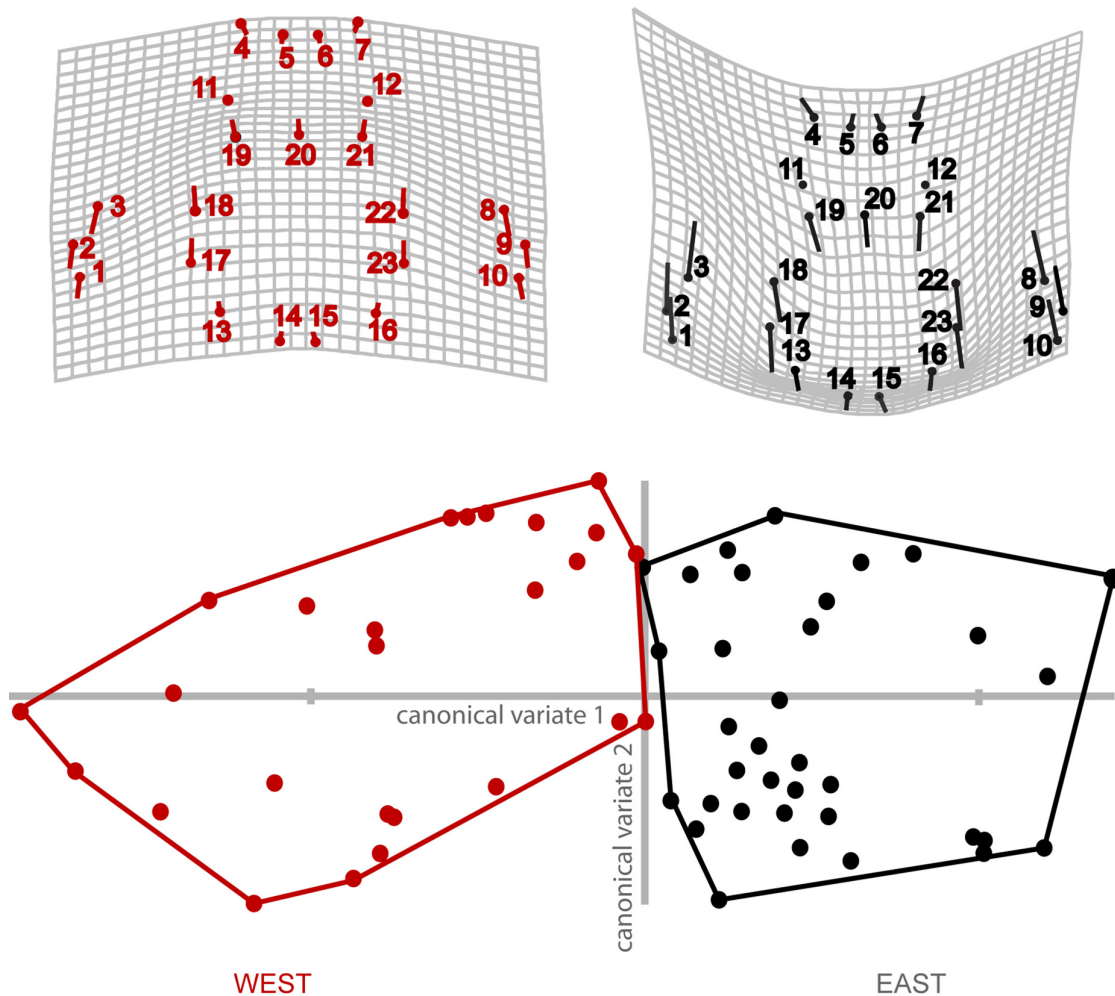 4 5 6 7
11 12
19 20 21
3 18 22 8
2 17 23 9
1 10
13 14 15 16
4 5 6 7
11 12
19 20 21
3 18 22 8
2 17 23 9
1 13 16 10
14 15
canonical variate 1
canonical variate 2
WEST EAST